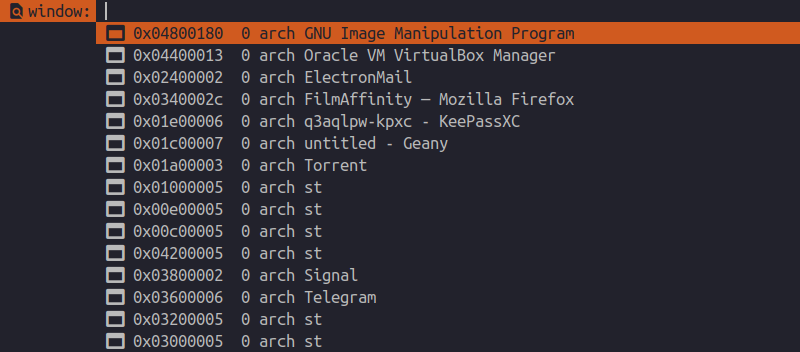 window:
0x04800180  0 arch GNU Image Manipulation Program
0x04400013  0 arch Oracle VM VirtualBox Manager
0x02400002  0 arch ElectronMail
0x0340002c  0 arch FilmAffinity — Mozilla Firefox
0x01e00006  0 arch q3aqlpw-kpxc - KeePassXC
0x01c00007  0 arch untitled - Geany
0x01a00003  0 arch Torrent
0x01000005  0 arch st
0x00e00005  0 arch st
0x00c00005  0 arch st
0x04200005  0 arch st
0x03800002  0 arch Signal
0x03600006  0 arch Telegram
0x03200005  0 arch st
0x03000005  0 arch st